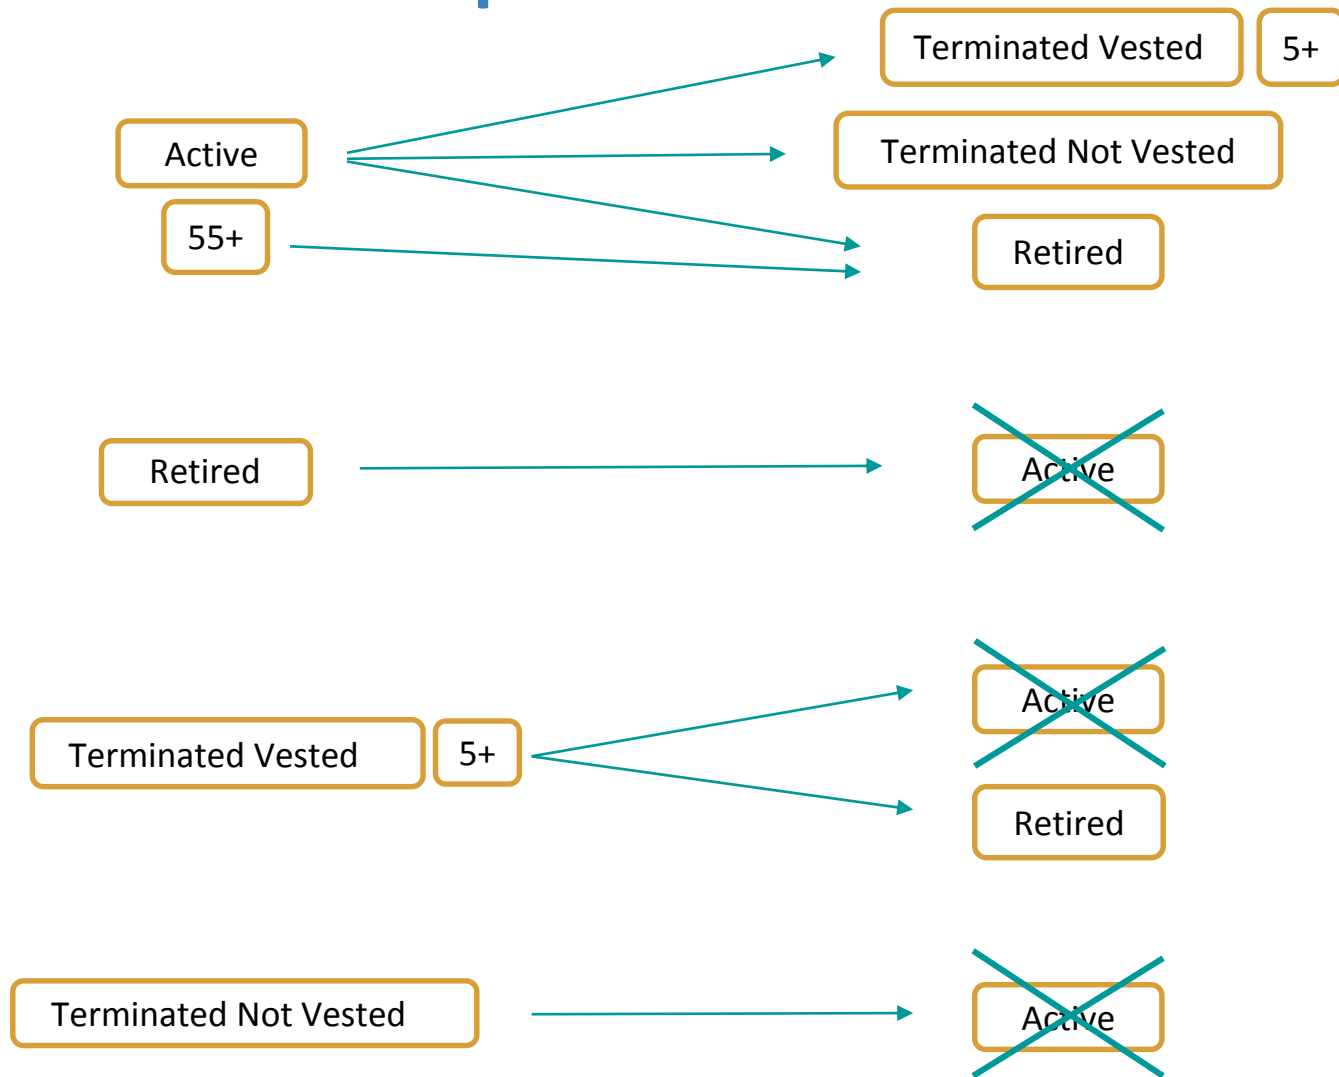 Terminated Vested 5+
Active
Terminated Not Vested
55+
Retired
Retired
Active
Active
Terminated Vested 5+
Retired
Terminated Not Vested
Active